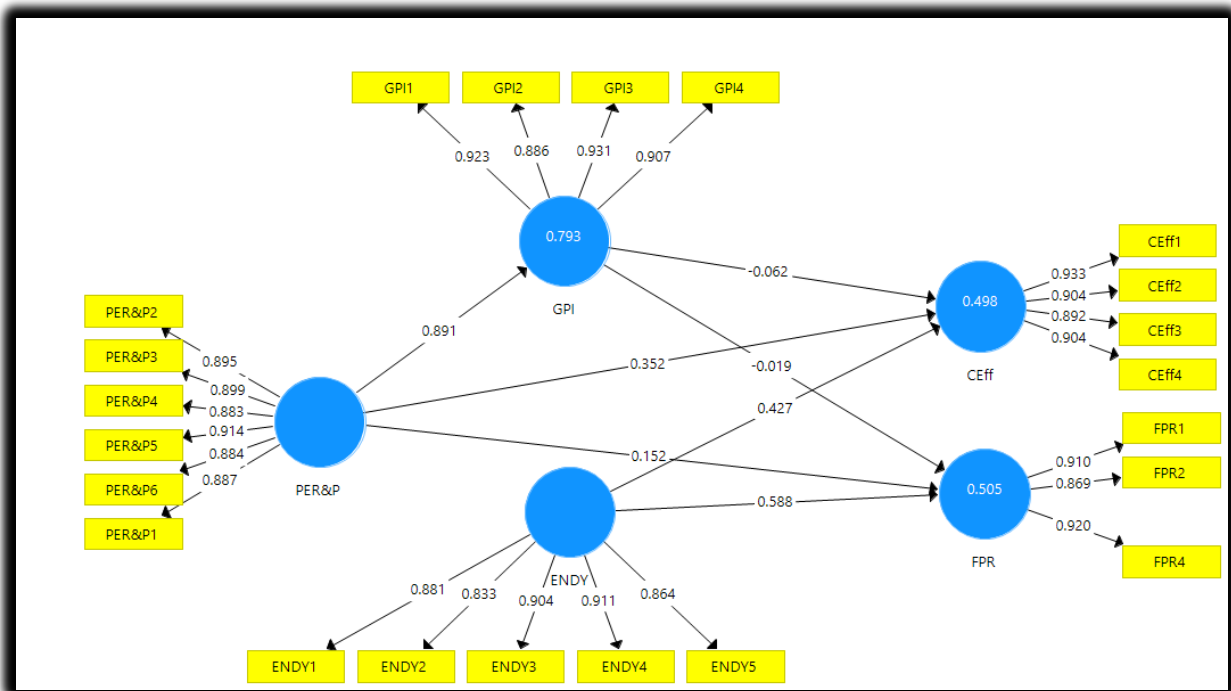 GPI1 GPI2 GPI3 GPI4
0.923 0.886 0.931 0.907
0.793
GPI
CEff1
CEff2
CEff3
CEff4
0.933
0.904
0.892
0.904
0.498
CEff
-0.062
0.891
0.352
-0.019
0.427
0.152
0.588
PER&P2
PER&P3
PER&P4
PER&P5
PER&P6
PER&P1
0.895
0.899
0.883
0.914
0.884
0.887
PER&P
FPR1
FPR2
FPR4
0.910
0.869
0.920
0.505
FPR
ENDY
0.881 0.833 0.904 0.911 0.864
ENDY1 ENDY2 ENDY3 ENDY4 ENDY5